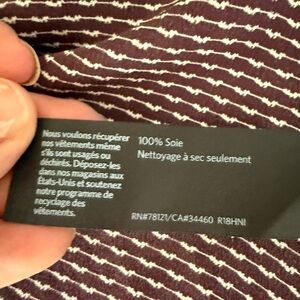 Nous voulons récupérer
nos vêtements même
s'ils sont usagés ou
déchirés. Déposez-les
dans nos magasins aux
États-Unis et soutenez
notre programme de
recyclage des
vêtements.
100% Soie
Nettoyage à sec seulement
RN#78121/CA#34460 R18HNI